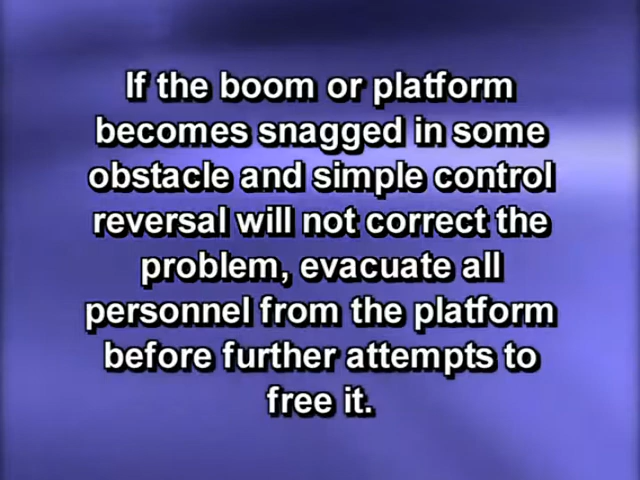 If the boom or platform
becomes snagged in some
obstacle and simple control
reversal will not correct the
problem, evacuate all
personnel from the platform
before further attempts to
free it.